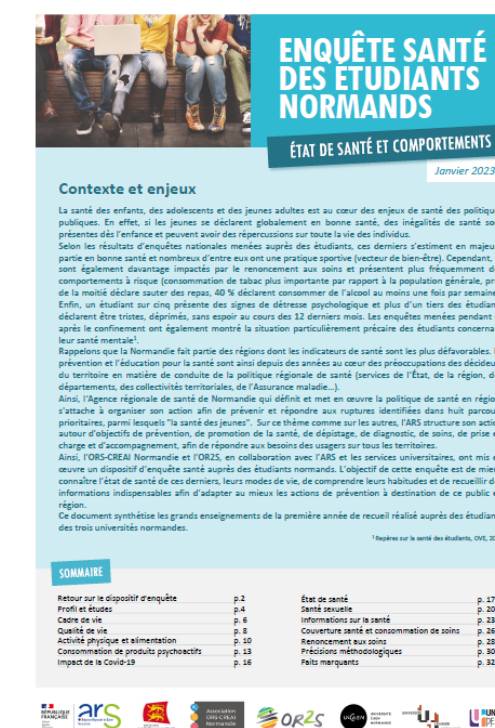 ENQUÊTE SANTÉ
DES ÉTUDIANTS
NORMANDS
ÉTAT DE SANTÉ ET COMPORTEMENTS
Janvier 2023
Contexte et enjeux
La santé des enfants, des adolescents et des jeunes adultes est au cœur des enjeux de santé des politiqu
publiques. En effet, si les jeunes se déclarent globalement en bonne santé, des inégalités de santé so
présentes dès l'enfance et peuvent avoir des répercussions sur toute la vie des individus.
Selon les résultats d'enquêtes nationales menées auprès des étudiants, ces derniers s'estiment en majeu
partie en bonne santé et nombreux d'entre eux ont une pratique sportive (vecteur de bien-être). Cependant,
sont également davantage impactés par le renoncement aux soins et présentent plus fréquemment d
comportements à risque (consommation de tabac plus importante par rapport à la population générale, pr
de la moitié déclare sauter des repas, 40 % déclarent consommer de l'alcool au moins une fois par semaine
Enfin, un étudiant sur cinq présente des signes de détresse psychologique et plus d'un tiers des étudian
déclarent être tristes, déprimés, sans espoir au cours des 12 derniers mois. Les enquêtes menées pendant
après le confinement ont également montré la situation particulièrement précaire des étudiants concerna
leur santé mentale¹.
Rappelons que la Normandie fait partie des régions dont les indicateurs de santé sont les plus défavorables.
prévention et l'éducation pour la santé sont ainsi depuis des années au cœur des préoccupations des décideu
du territoire en matière de conduite de la politique régionale de santé (services de l'État, de la région, d
départements, des collectivités territoriales, de l'Assurance maladie...).
Ainsi, l'Agence régionale de santé de Normandie qui définit et met en œuvre la politique de santé en région
s'attache à organiser son action afin de prévenir et répondre aux ruptures identifiées dans huit parcou
prioritaires, parmi lesquels "la santé des jeunes". Sur ce thème comme sur les autres, l'ARS structure son actio
autour d'objectifs de prévention, de promotion de la santé, de dépistage, de diagnostic, de soins, de prise e
charge et d'accompagnement, afin de répondre aux besoins des usagers sur tous les territoires.
Ainsi, l'ORS-CREAI Normandie et l'OR2S, en collaboration avec l'ARS et les services universitaires, ont mis e
œuvre un dispositif d'enquête santé auprès des étudiants normands. L'objectif de cette enquête est de mie
connaître l'état de santé de ces derniers, leurs modes de vie, de comprendre leurs habitudes et de recueillir d
informations indispensables afin d'adapter au mieux les actions de prévention à destination de ce public e
région.
Ce document synthétise les grands enseignements de la première année de recueil réalisé auprès des étudian
des trois universités normandes.
¹ Repères sur la santé des étudiants, OVE, 20
SOMMAIRE
Retour sur le dispositif d'enquête p.2
Profil et études p.4
Cadre de vie p. 6
Qualité de vie p. 8
Activité physique et alimentation p. 10
Consommation de produits psychoactifs p. 13
Impact de la Covid-19 p. 16
État de santé p. 17
Santé sexuelle p. 20
Informations sur la santé p. 23
Couverture santé et consommation de soins p. 26
Renoncement aux soins p. 28
Précisions méthodologiques p. 30
Faits marquants p. 32
RÉPUBLIQUE
FRANÇAISE
ars
Association
ORS-CREAI
Normandie
OR2S
UNICAEN